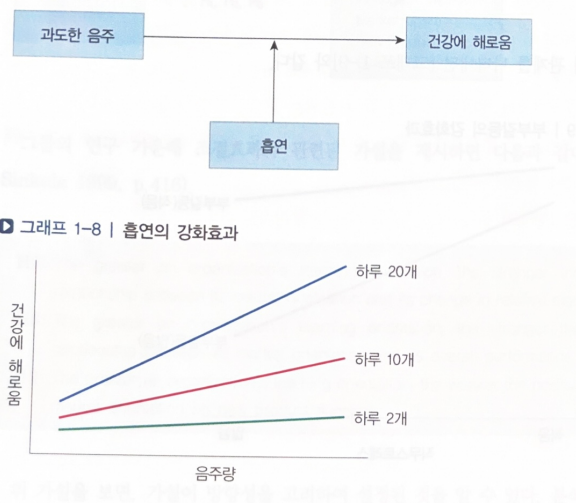 과도한 음주
건강에 해로움
흡연
그래프 1-8 | 흡연의 강화효과
하루 20개
건강에 해로움
하루 10개
하루 2개
음주량